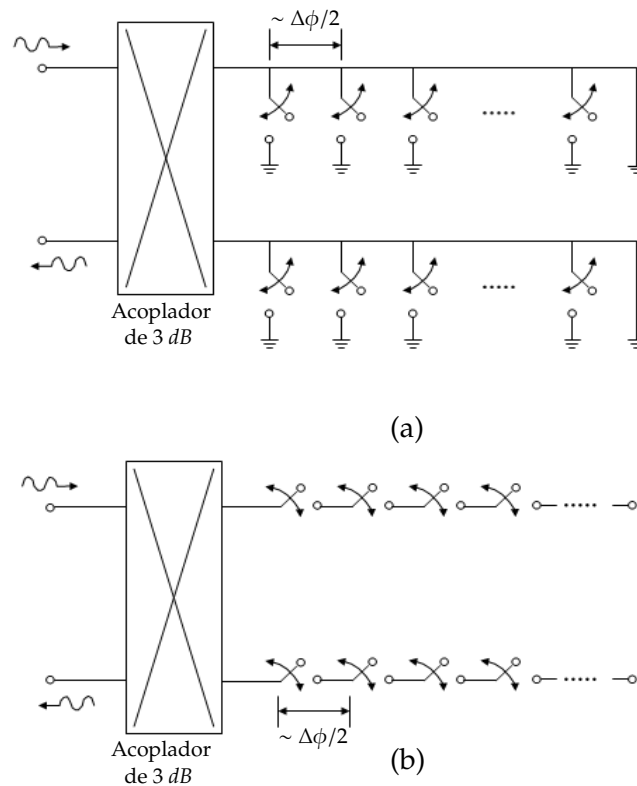 ~ Δϕ/2
Acoplador
de 3 dB
(a)
~ Δϕ/2
Acoplador
de 3 dB
(b)